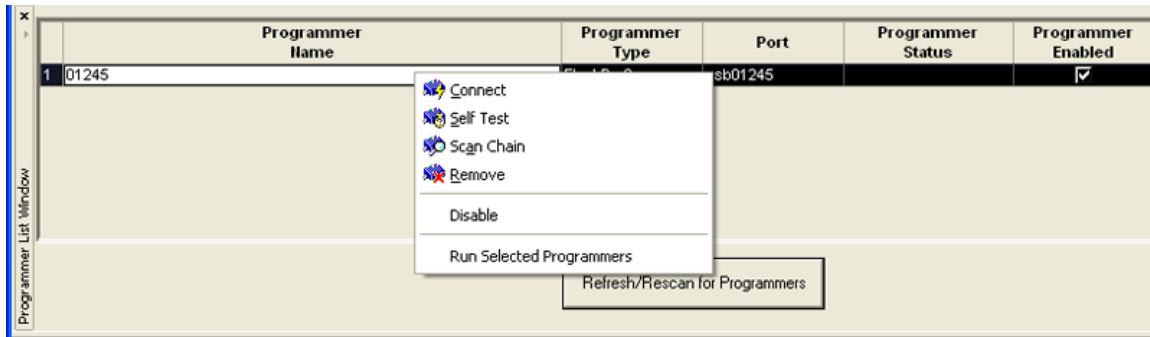 Programmer Name
Programmer Type
Port
Programmer Status
Programmer Enabled
1 01245 sb01245
Connect
Self Test
Scan Chain
Remove
Disable
Run Selected Programmers
Refresh/Rescan for Programmers
Programmer List Window